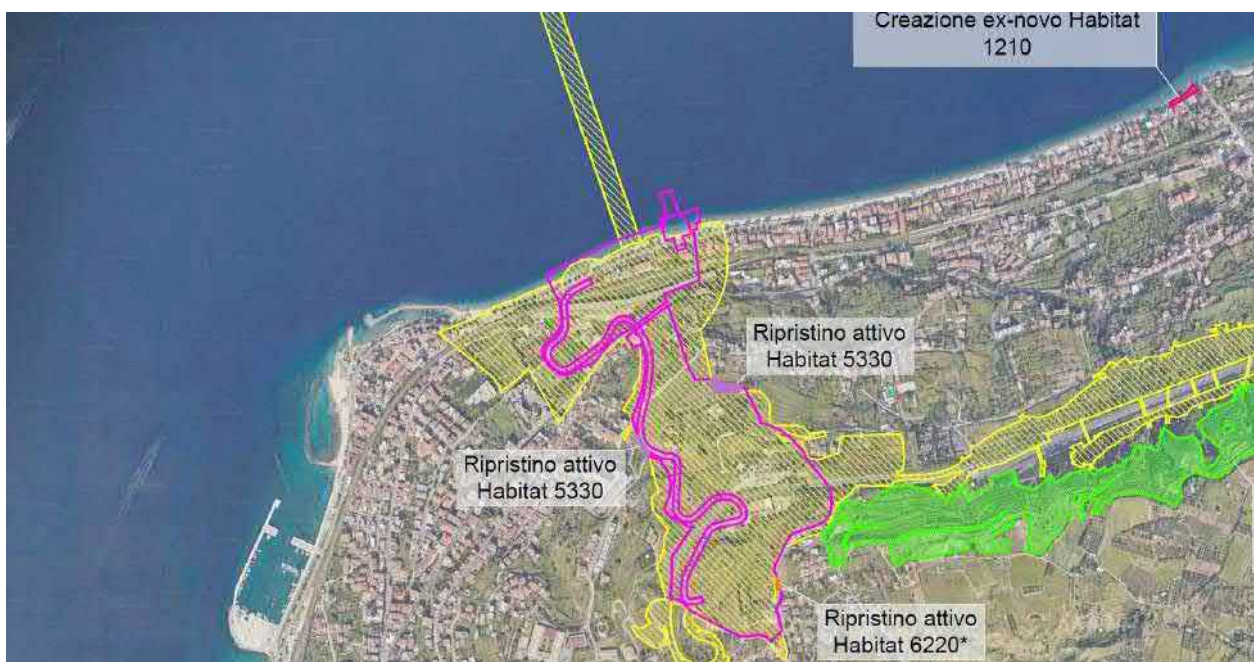 Creazione ex-novo Habitat
1210
Ripristino attivo
Habitat 5330
Ripristino attivo
Habitat 5330
Ripristino attivo
Habitat 6220*